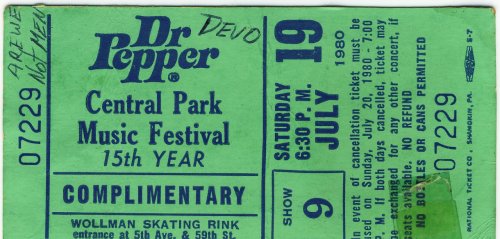 ARE WE
NOT MEN
DEVO
07229
Dr
Pepper®
Central Park
Music Festival
15th YEAR
COMPLIMENTARY
WOLLMAN SKATING RINK
entrance at 5th Ave. & 59th St.
SATURDAY
6:30 P.M.
JULY
19
1980
SHOW
9
an event of cancellation ticket must be
used on Sunday, July 20, 1980 - 7:00
P. M. If both days cancelled, ticket may
be exchanged for any other concert, if
seats available. NO REFUND
NO BOTTLES OR CANS PERMITTED
07229
NATIONAL TICKET CO. SHAMOKIN, PA.
S-7